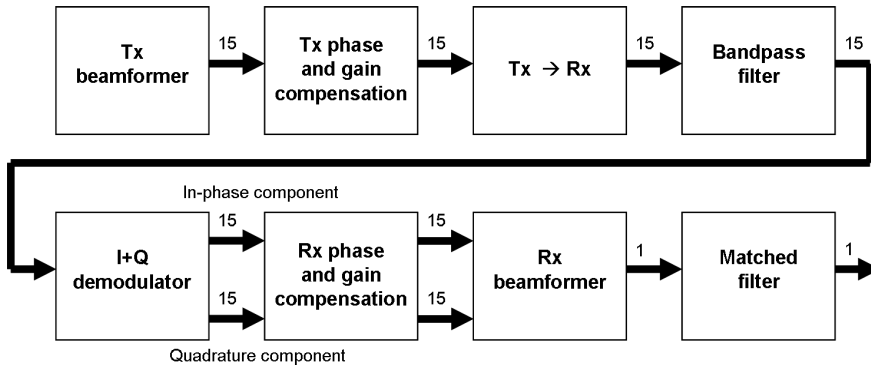 15
15
15
15
Tx
beamformer
Tx phase
and gain
compensation
Tx → Rx
Bandpass
filter
In-phase component
15
15
1
1
I+Q
demodulator
Rx phase
and gain
compensation
Rx
beamformer
Matched
filter
15
15
Quadrature component